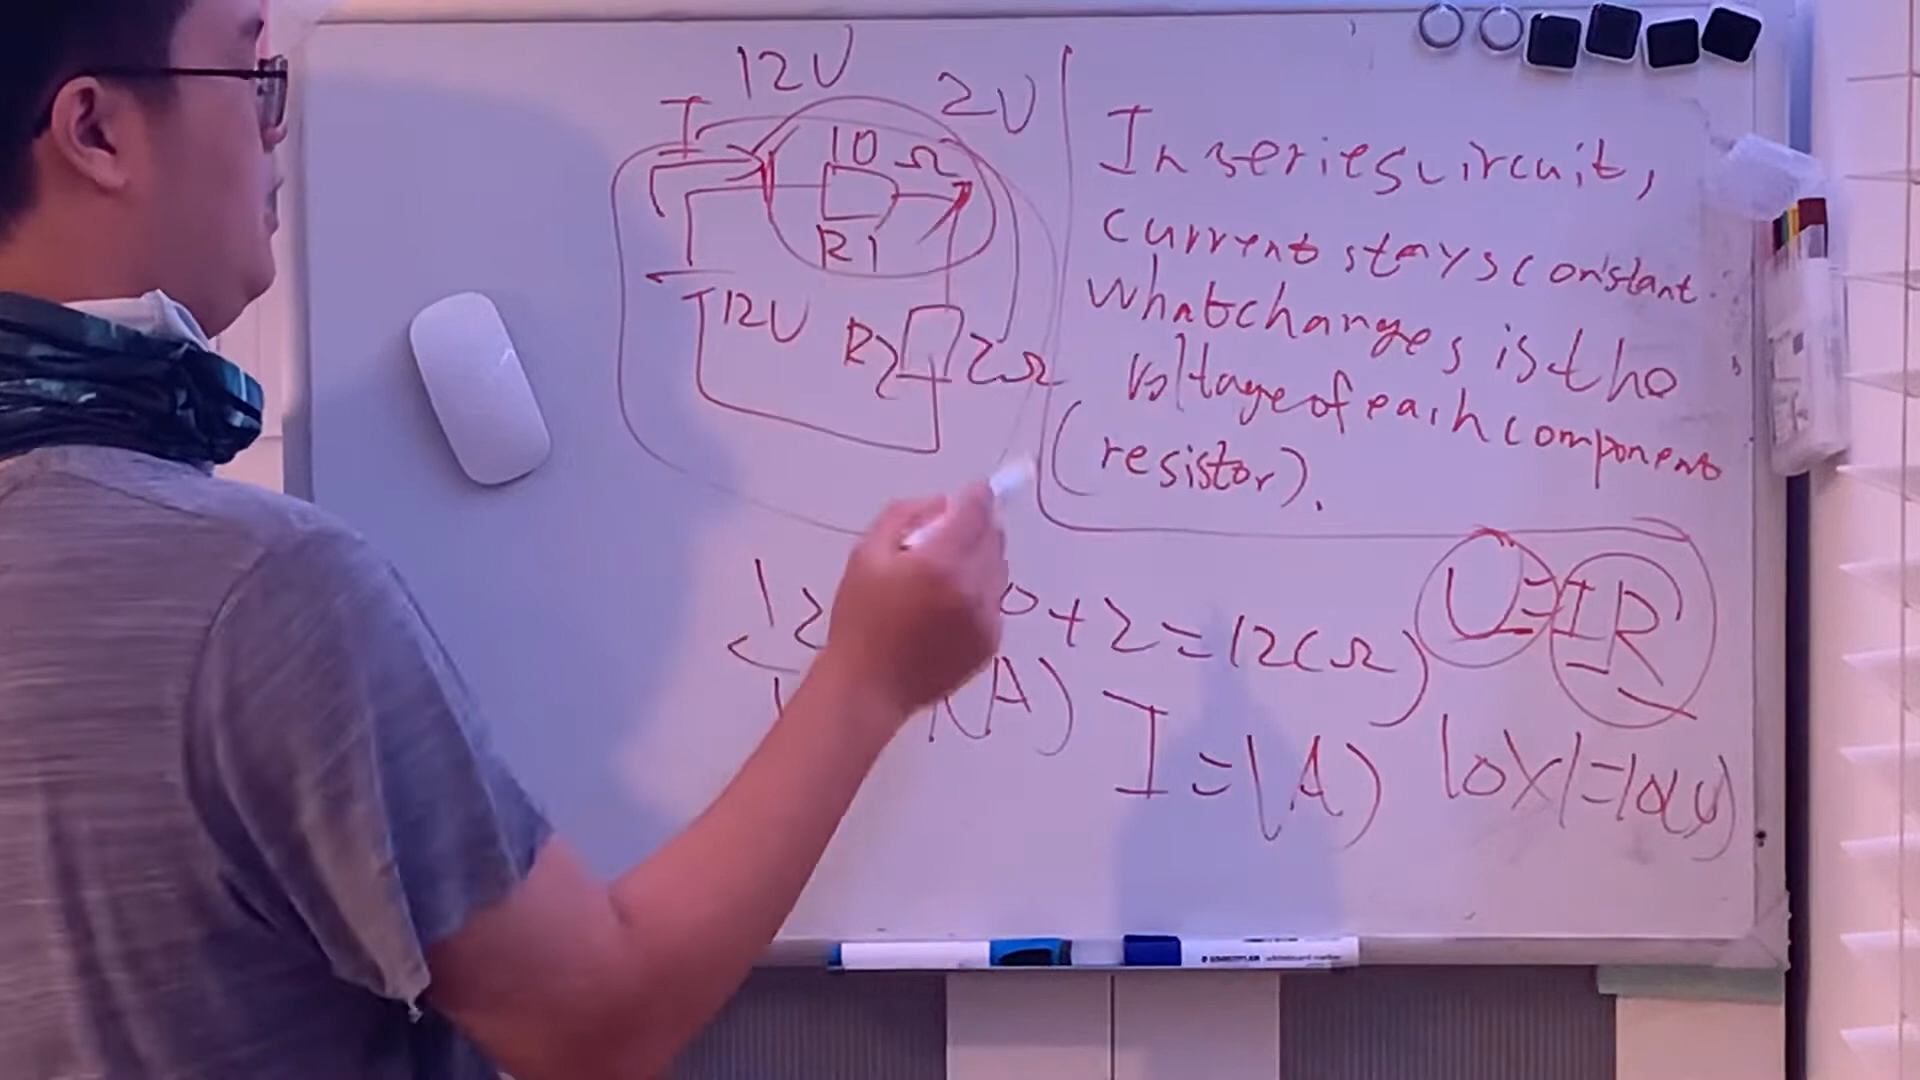 12V
2V
I
10 Ω
R1
12V
R2
2Ω
In series circuit,
current stays constant.
What changes is the
voltage of each component
(resistor).
U=IR
+2=12(Ω)
(A)
I=1(A)
10X1=10(V)